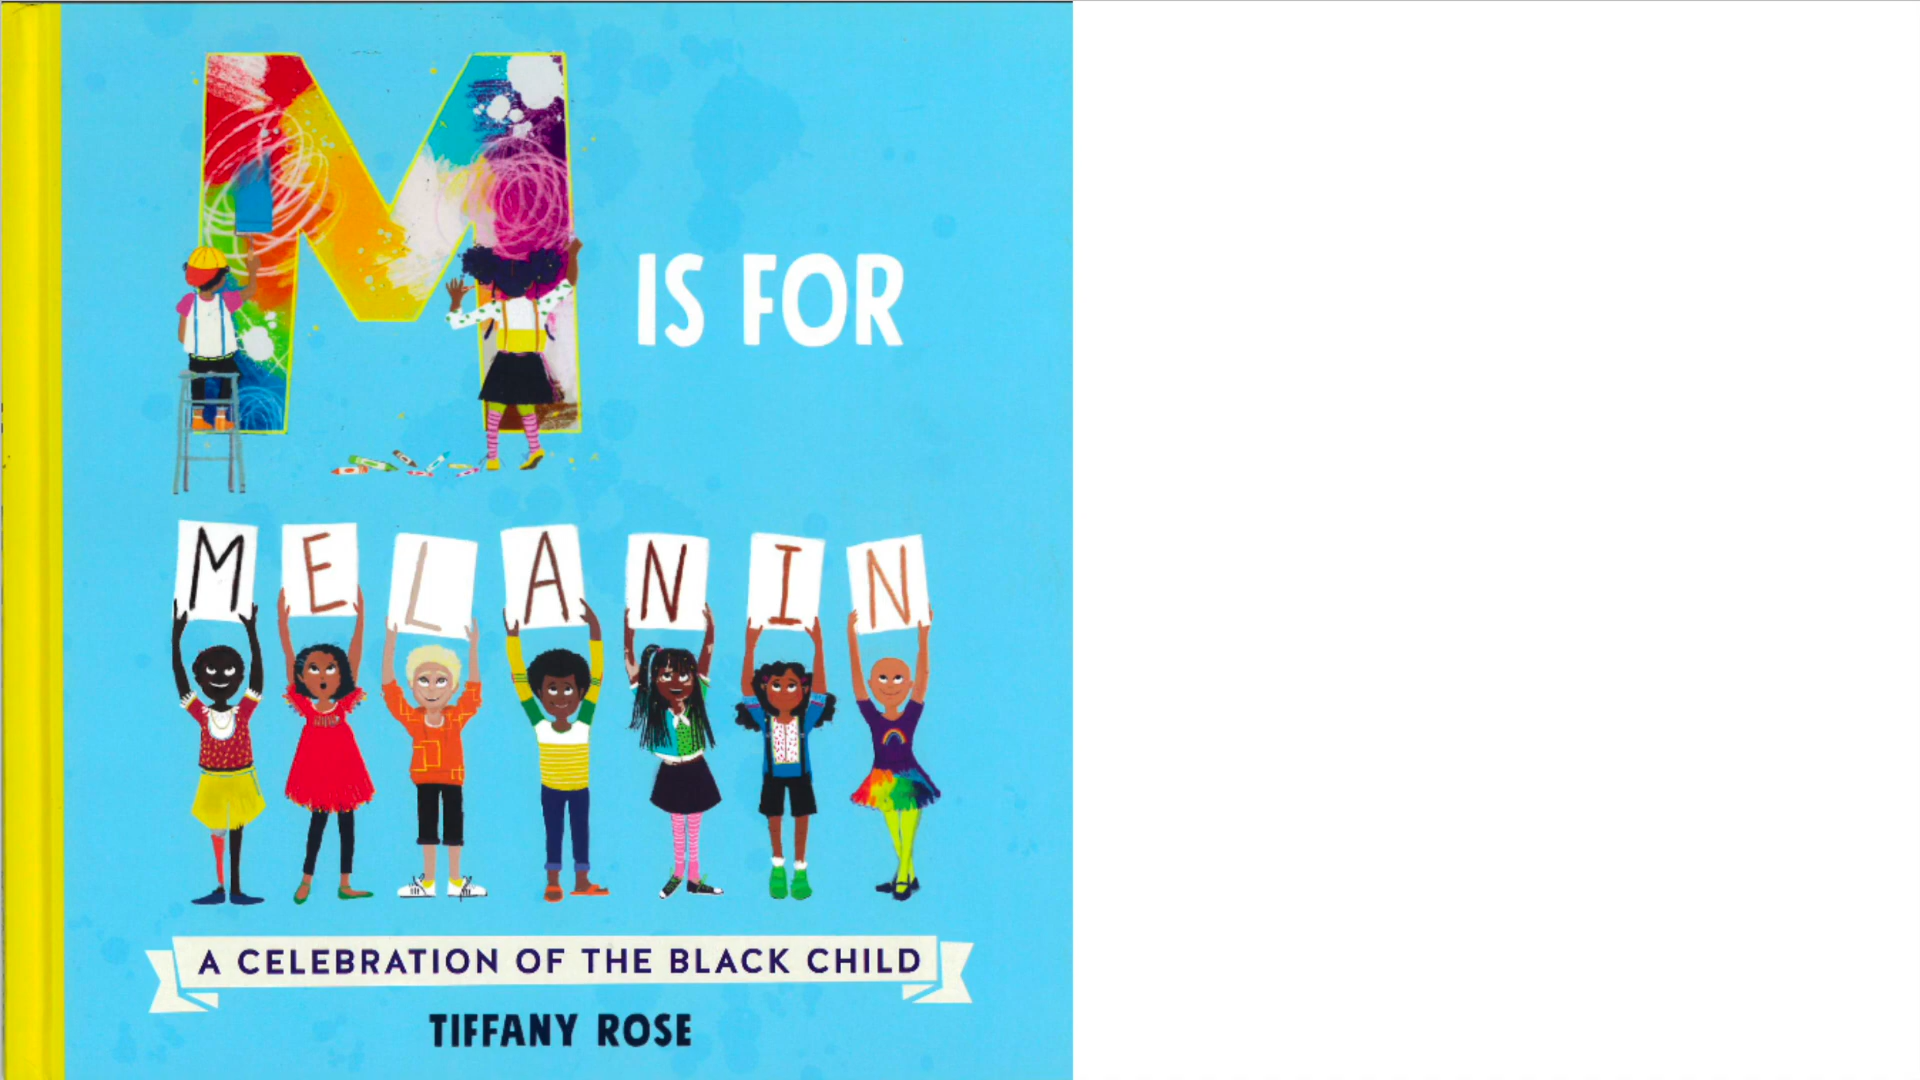 M IS FOR
MELANIN
A CELEBRATION OF THE BLACK CHILD
TIFFANY ROSE